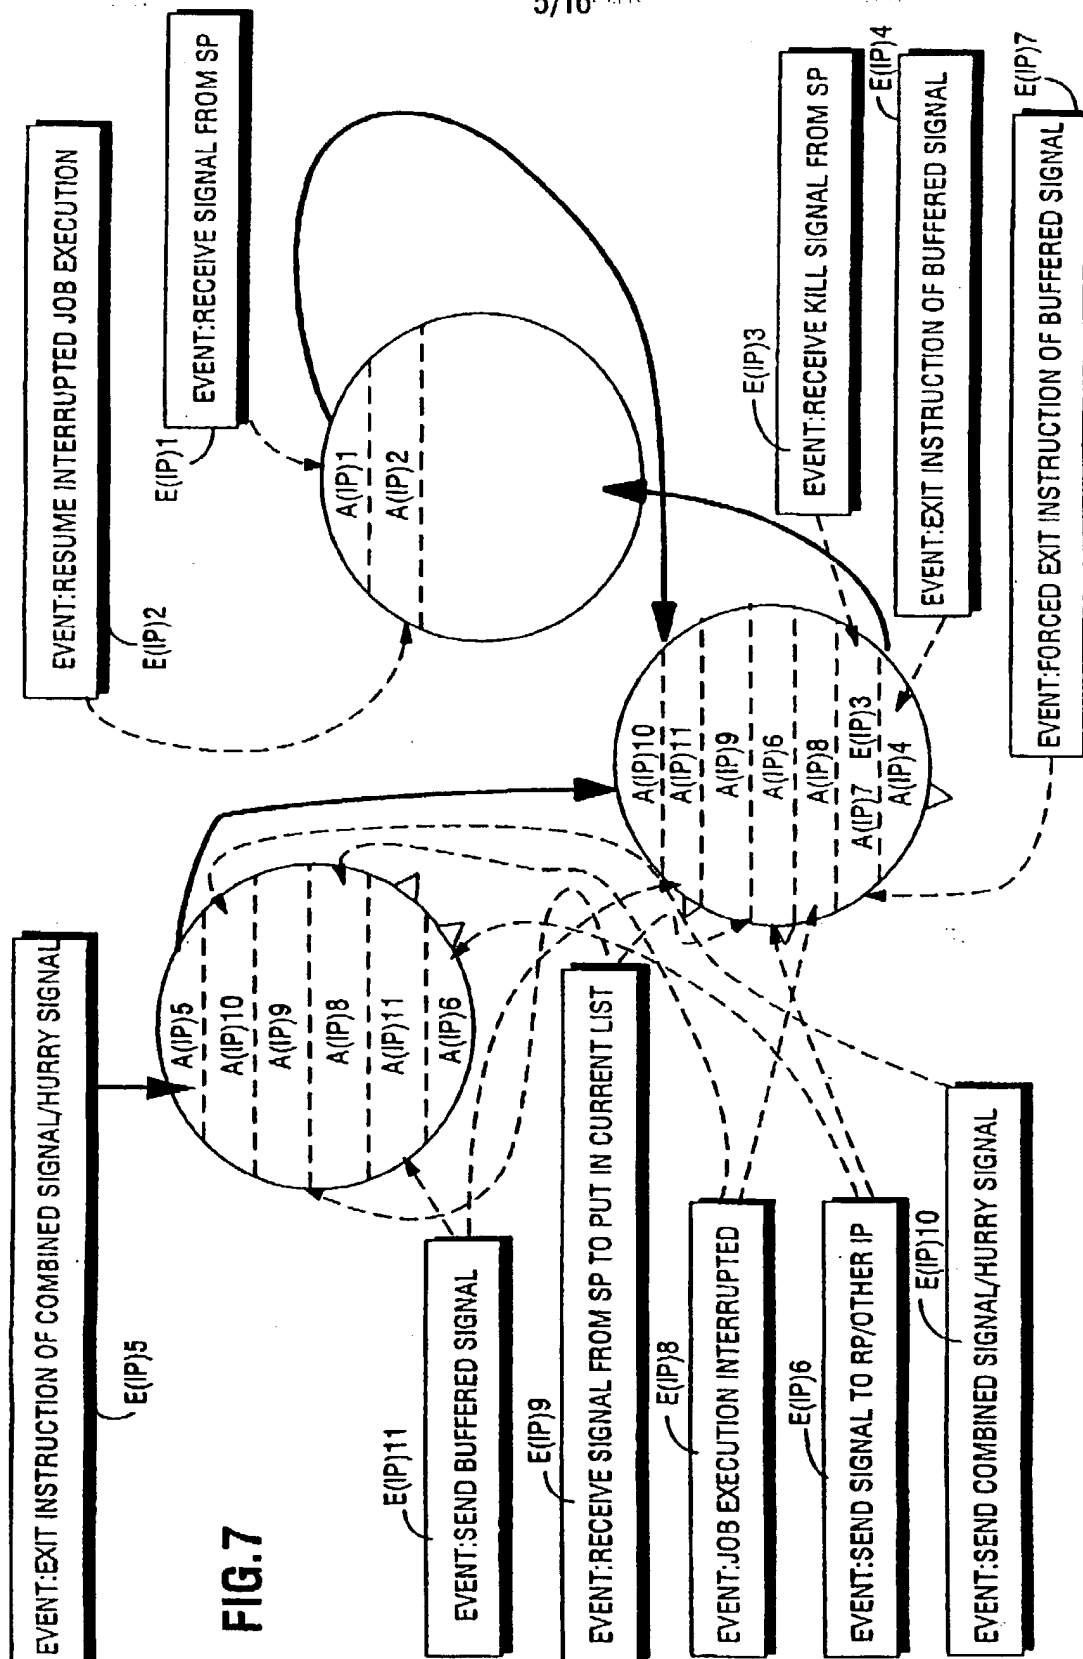 5/16
EVENT:EXIT INSTRUCTION OF COMBINED SIGNAL/HURRY SIGNAL
E(IP)5
EVENT:RESUME INTERRUPTED JOB EXECUTION
E(IP)2
EVENT:RECEIVE SIGNAL FROM SP
E(IP)1
A(IP)1
A(IP)2
A(IP)5
A(IP)10
A(IP)9
A(IP)8
A(IP)11
A(IP)6
A(IP)10
A(IP)11
A(IP)9
A(IP)6
A(IP)8
A(IP)7 E(IP)3
A(IP)4
EVENT:RECEIVE KILL SIGNAL FROM SP
E(IP)3
EVENT:EXIT INSTRUCTION OF BUFFERED SIGNAL
E(IP)4
EVENT:FORCED EXIT INSTRUCTION OF BUFFERED SIGNAL
E(IP)7
EVENT:SEND BUFFERED SIGNAL
E(IP)11
EVENT:RECEIVE SIGNAL FROM SP TO PUT IN CURRENT LIST
E(IP)9
EVENT:JOB EXECUTION INTERRUPTED
E(IP)8
EVENT:SEND SIGNAL TO RP/OTHER IP
E(IP)6
EVENT:SEND COMBINED SIGNAL/HURRY SIGNAL
E(IP)10
FIG.7